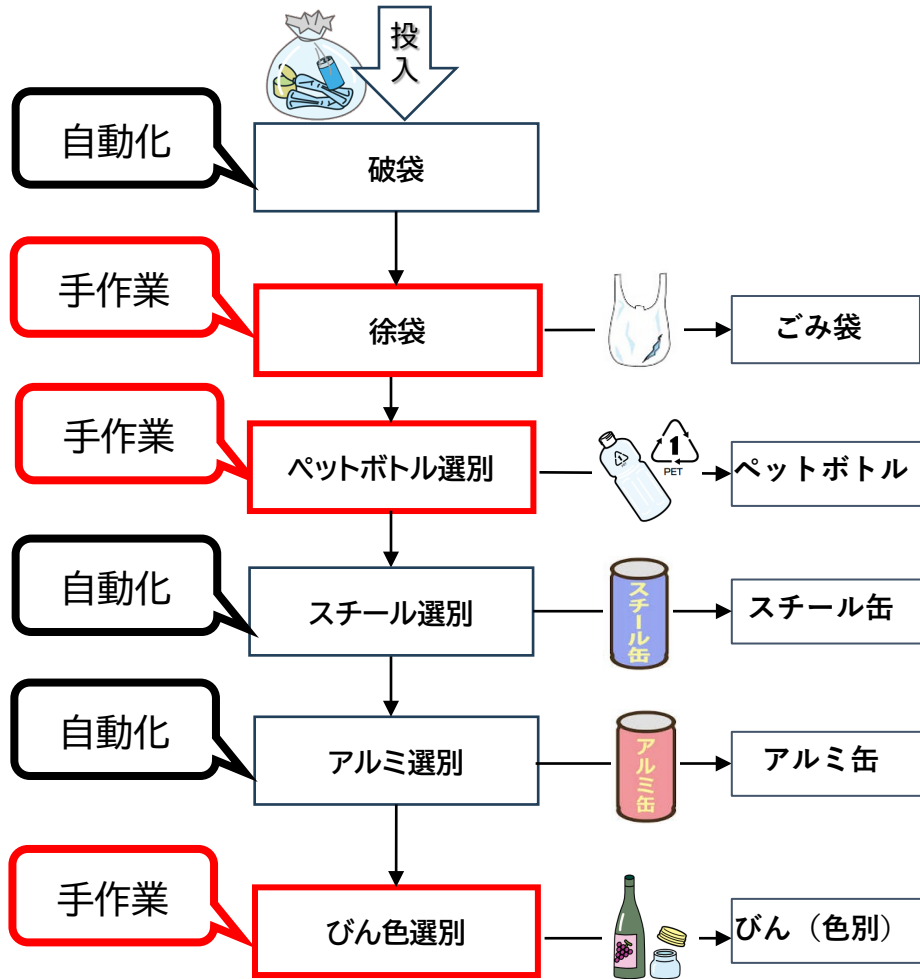 投入
自動化
破袋
手作業
徐袋
ごみ袋
手作業
ペットボトル選別
1
PET
ペットボトル
自動化
スチール選別
スチール缶
スチール缶
自動化
アルミ選別
アルミ缶
アルミ缶
手作業
びん色選別
びん（色別）